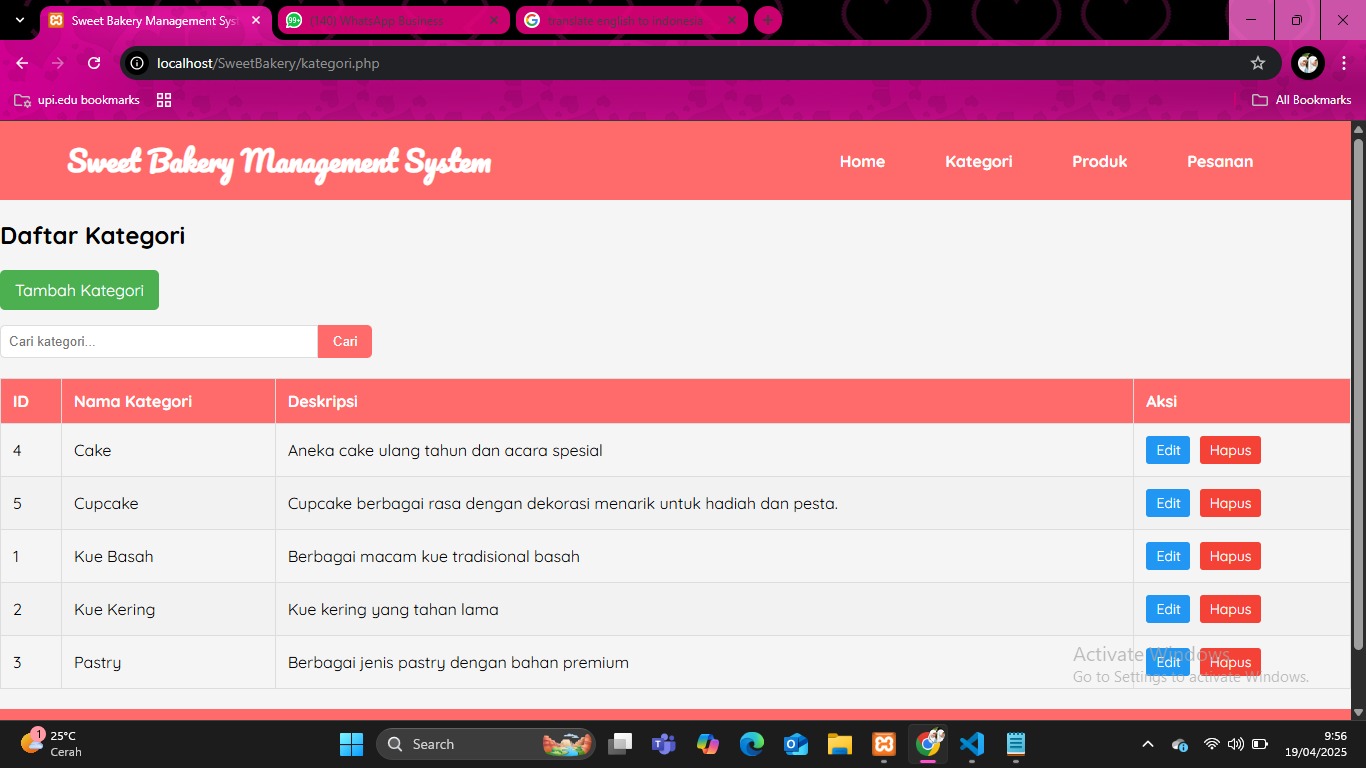 Sweet Bakery Management Sys
(140) WhatsApp Business
translate english to indonesia
localhost/SweetBakery/kategori.php
upi.edu bookmarks
All Bookmarks
Sweet Bakery Management System
Home
Kategori
Produk
Pesanan
Daftar Kategori
Tambah Kategori
Cari kategori...
Cari
ID Nama Kategori Deskripsi Aksi
4 Cake Aneka cake ulang tahun dan acara spesial Edit Hapus
5 Cupcake Cupcake berbagai rasa dengan dekorasi menarik untuk hadiah dan pesta. Edit Hapus
1 Kue Basah Berbagai macam kue tradisional basah Edit Hapus
2 Kue Kering Kue kering yang tahan lama Edit Hapus
3 Pastry Berbagai jenis pastry dengan bahan premium Edit Hapus
Activate Windows
Go to Settings to activate Windows.
1
25°C
Cerah
Search
9:56
19/04/2025